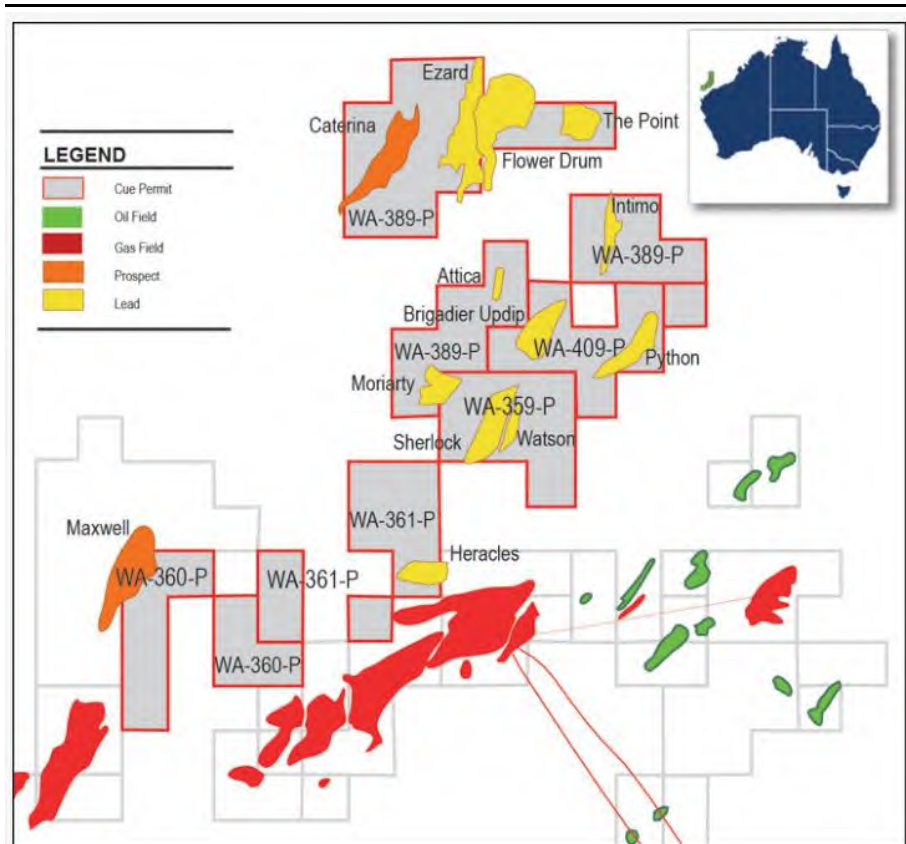 Ezard
Caterina
The Point
LEGEND
Flower Drum
Cue Permit
Intimo
Oil Field
WA-389-P
Gas Field
WA-389-P
Prospect
Attica
Lead
Brigadier Updip
WA-389-P
WA-409-P
Python
Moriarty
WA-359-P
Sherlock
Watson
WA-361-P
Maxwell
Heracles
WA-360-P
WA-361-P
WA-360-P